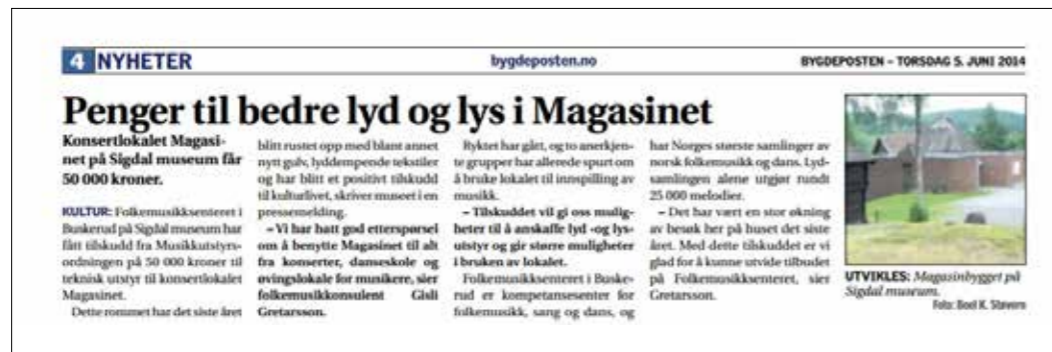 4 NYHETER
bygdeposten.no
BYGDEPOSTEN – TORSDAG 5. JUNI 2014
Penger til bedre lyd og lys i Magasinet
Konsertlokalet Magasi-
net på Sigdal museum får
50 000 kroner.
KULTUR: Folkemusikksenteret i
Buskerud på Sigdal museum har
fått tilskudd fra Musikkutstyrs-
ordningen på 50 000 kroner til
teknisk utstyr til konsertlokalet
Magasinet.
Dette rommet har det siste året
blitt rustet opp med blant annet
nytt gulv, lyddempende tekstiler
og har blitt et positivt tilskudd
til kulturlivet, skriver museet i en
pressemelding.
– Vi har hatt god etterspørsel
om å benytte Magasinet til alt
fra konserter, danseskole og
øvingslokale for musikere, sier
folkemusikkonsulent Gisli
Gretarsson.
Ryktet har gått, og to anerkjen-
te grupper har allerede spurt om
å bruke lokalet til innspilling av
musikk.
– Tilskuddet vil gi oss mulig-
heter til å anskaffe lyd -og lys-
utstyr og gir større muligheter
i bruken av lokalet.
Folkemusikksenteret i Buske-
rud er kompetansesenter for
folkemusikk, sang og dans, og
har Norges største samlinger av
norsk folkemusikk og dans. Lyd-
samlingen alene utgjør rundt
25 000 melodier.
– Det har vært en stor økning
av besøk her på huset det siste
året. Med dette tilskuddet er vi
glad for å kunne utvide tilbudet
på Folkemusikksenteret, sier
Gretarsson.
UTVIKLES: Magasinbygget på
Sigdal museum.
Foto: Boel K. Støvern